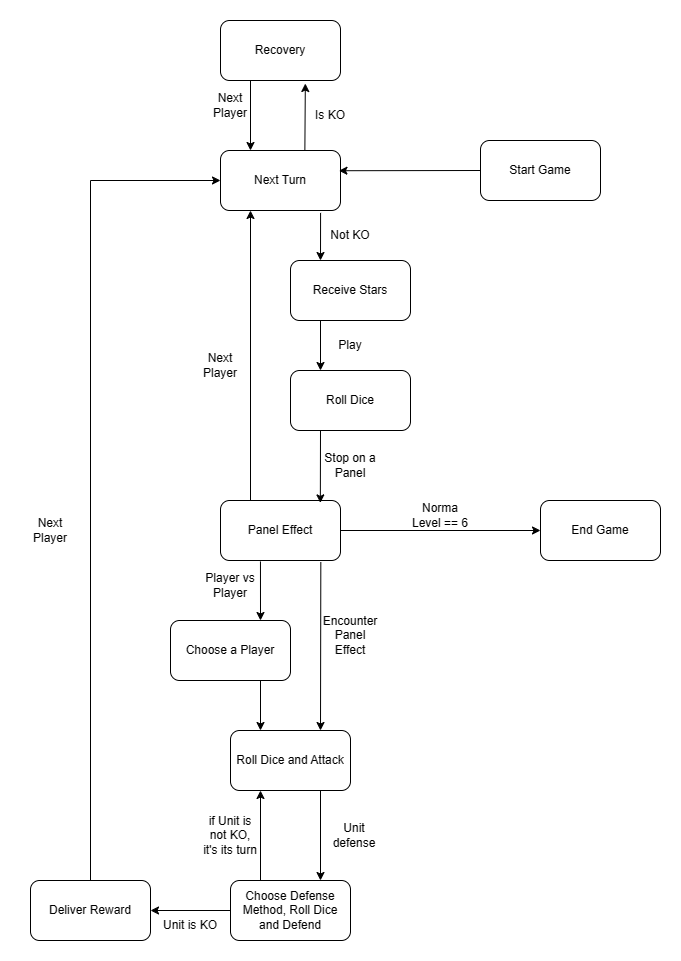 Recovery
Next
Player
Is KO
Next Turn
Start Game
Not KO
Receive Stars
Play
Next
Player
Roll Dice
Stop on a
Panel
Panel Effect
Norma
Level == 6
End Game
Next
Player
Player vs
Player
Encounter
Panel
Effect
Choose a Player
Roll Dice and Attack
if Unit is
not KO,
it's its turn
Unit
defense
Deliver Reward
Unit is KO
Choose Defense
Method, Roll Dice
and Defend